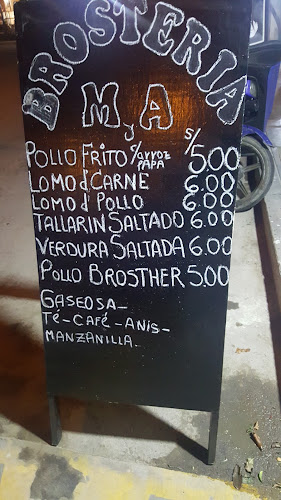 BROSTERIA
M y A
S/
POLLO FRITO c/arroz PAPA 5.00
LOMO d' CARNE 6.00
LOMO d' POLLO 6.00
TALLARIN SALTADO 6.00
VERDURA SALTADA 6.00
POLLO BROSTHER 5.00
GASEOSA_
TÉ-CAFÉ-ANIS-
MANZANILLA.